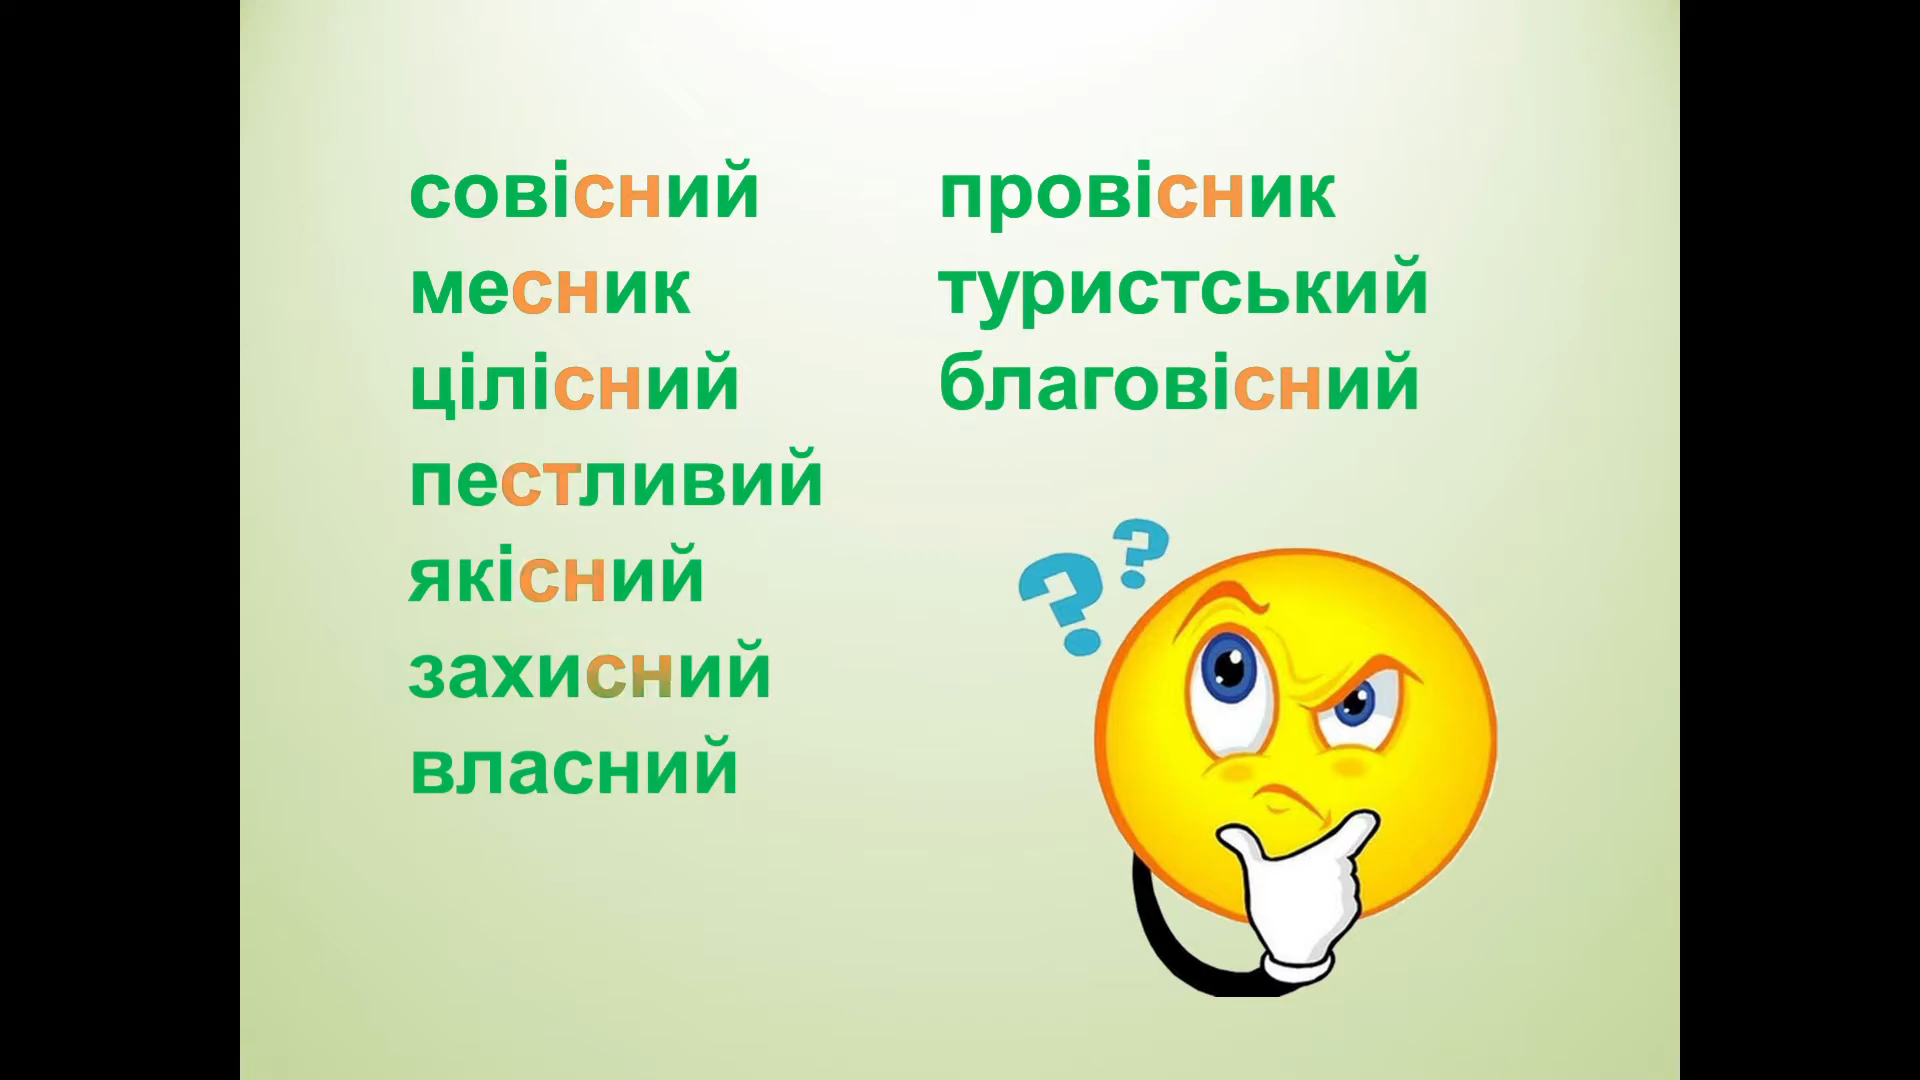 совісний
месник
цілісний
пестливий
якісний
захисний
власний
провісник
туристський
благовісний
? ?